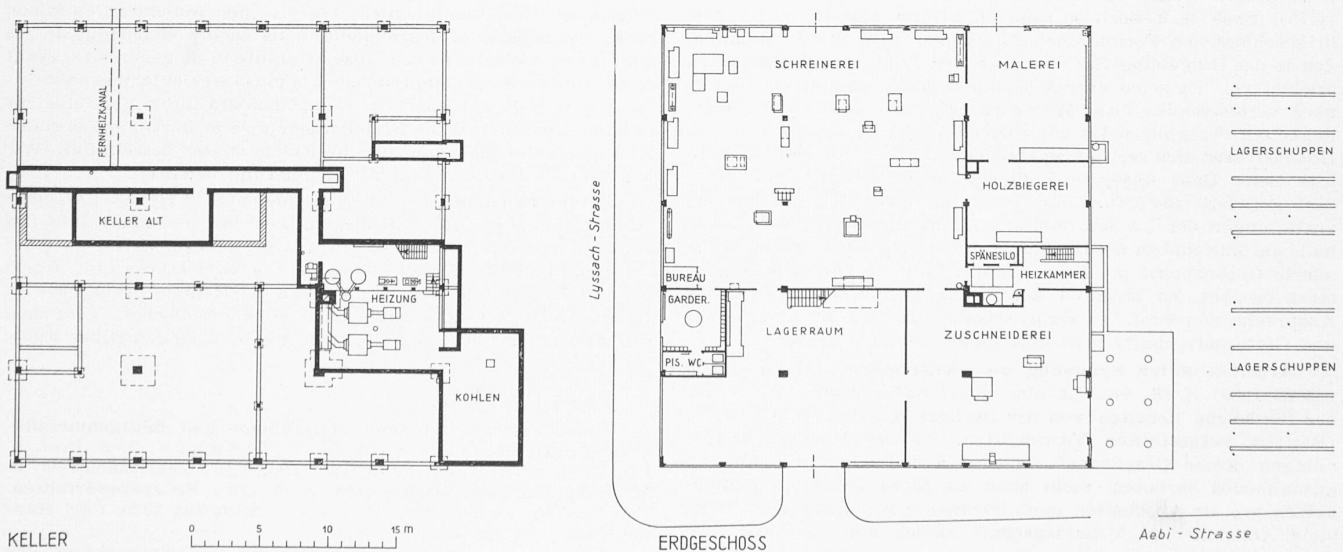 FERNHEIZKANAL
KELLER ALT
HEIZUNG
KOHLEN
KELLER
0 5 10 15 m
Lyssach - Strasse
SCHREINEREI
MALEREI
HOLZBIEGEREI
SPÄNESILO
HEIZKAMMER
BUREAU
GARDER.
LAGERRAUM
ZUSCHNEIDEREI
PIS. WC.
LAGERSCHUPPEN
LAGERSCHUPPEN
ERDGESCHOSS
Aebi - Strasse